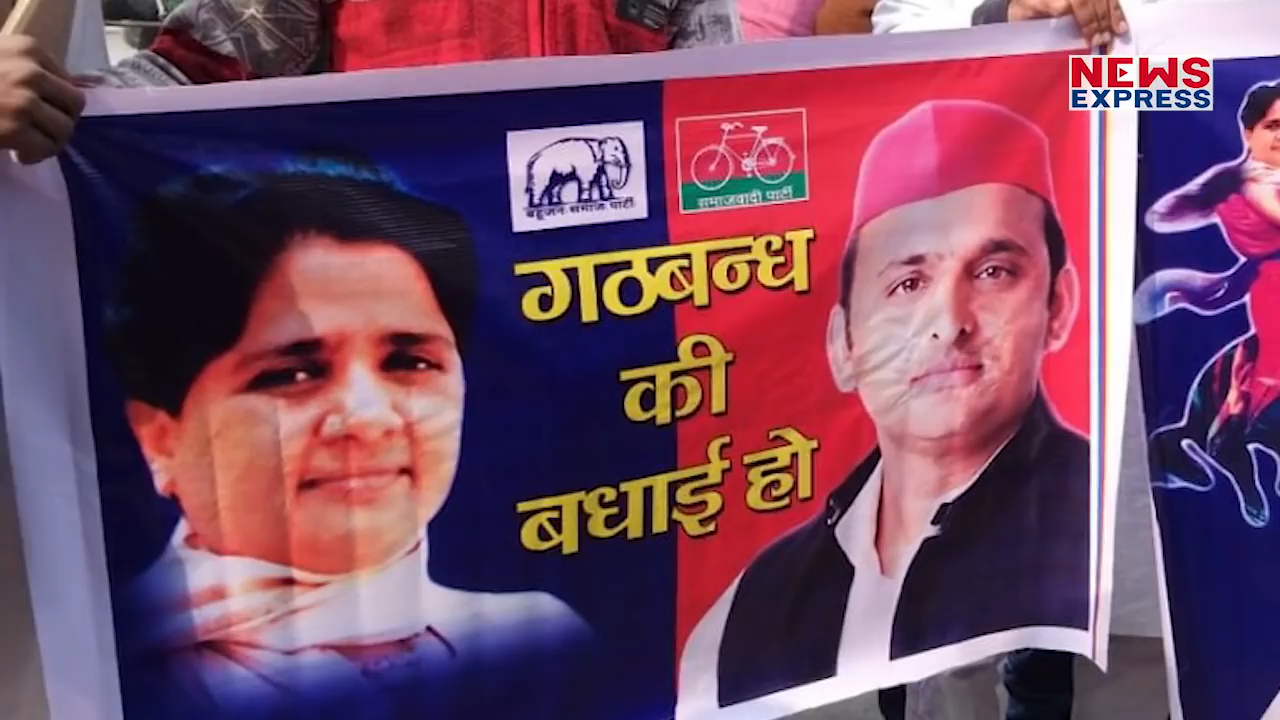 NEWS
EXPRESS
बहुजन समाज पार्टी
समाजवादी पार्टी
गठबन्ध
की
बधाई हो